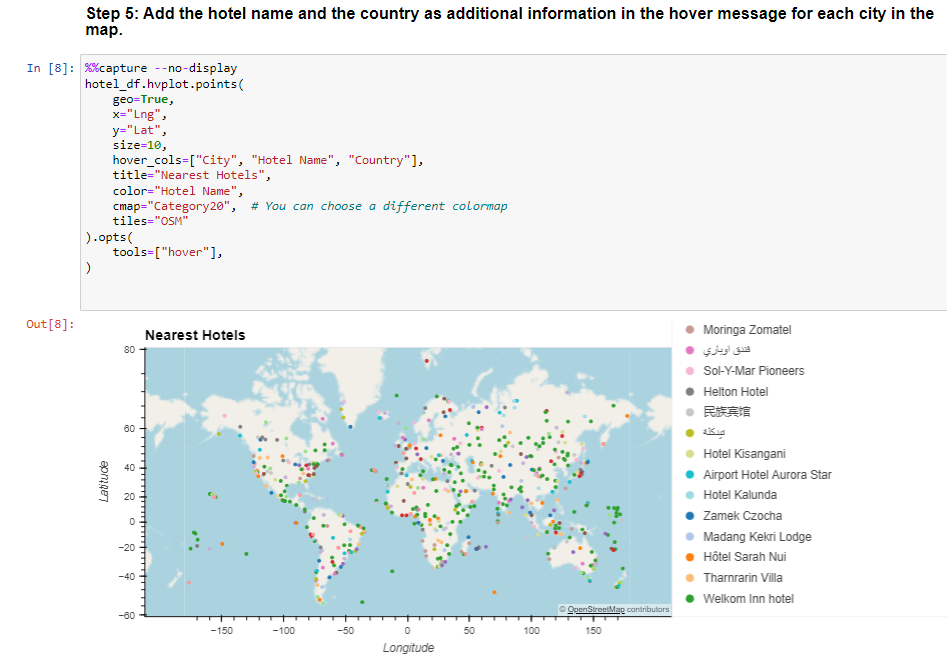 Step 5: Add the hotel name and the country as additional information in the hover message for each city in the
map.
In [8]: %%capture --no-display
hotel_df.hvplot.points(
geo=True,
x="Lng",
y="Lat",
size=10,
hover_cols=["City", "Hotel Name", "Country"],
title="Nearest Hotels",
color="Hotel Name",
cmap="Category20",  # You can choose a different colormap
tiles="OSM"
).opts(
tools=["hover"],
)
Out[8]:
Nearest Hotels
80
60
40
20
0
−20
−40
−60
Latitude
−150 −100 −50 0 50 100 150
Longitude
© OpenStreetMap contributors
Moringa Zomatel
فندق اوباري
Sol-Y-Mar Pioneers
Helton Hotel
民族宾馆
Hotel Kisangani
Airport Hotel Aurora Star
Hotel Kalunda
Zamek Czocha
Madang Kekri Lodge
Hôtel Sarah Nui
Tharnrarin Villa
Welkom Inn hotel